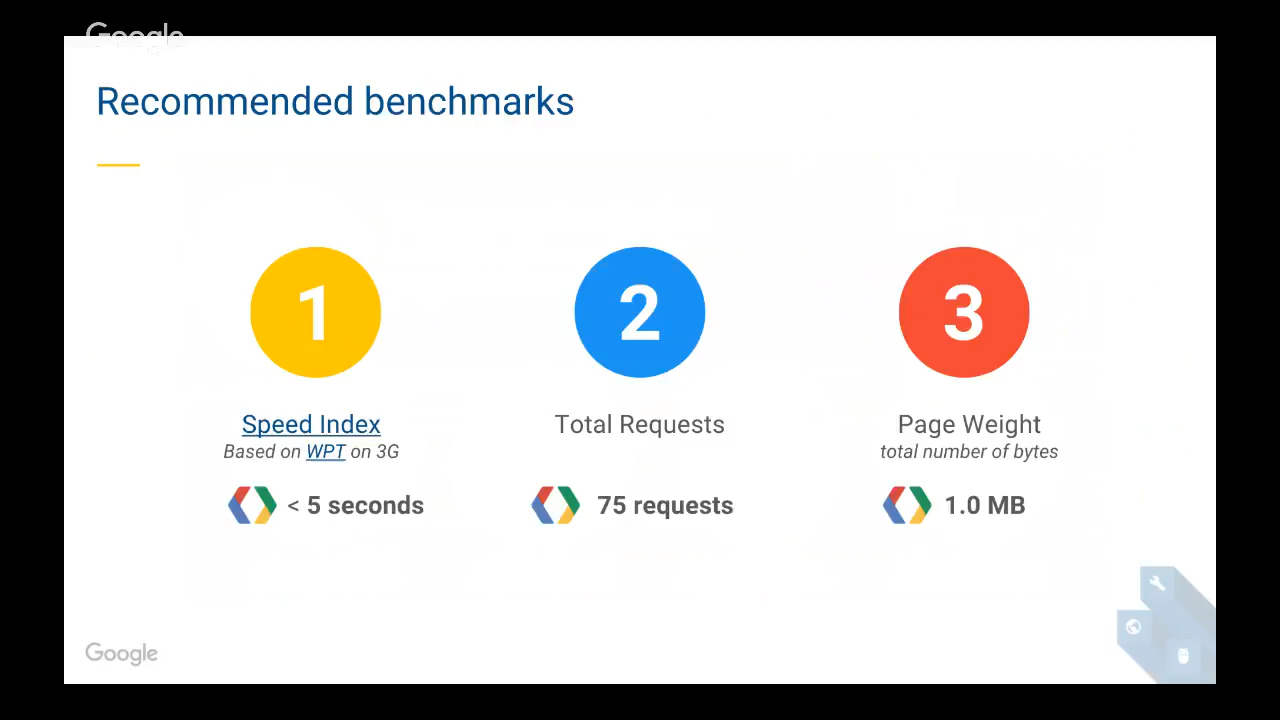 Google
Recommended benchmarks
1
2
3
Speed Index
Based on WPT on 3G
Total Requests
Page Weight
total number of bytes
< 5 seconds
75 requests
1.0 MB
Google